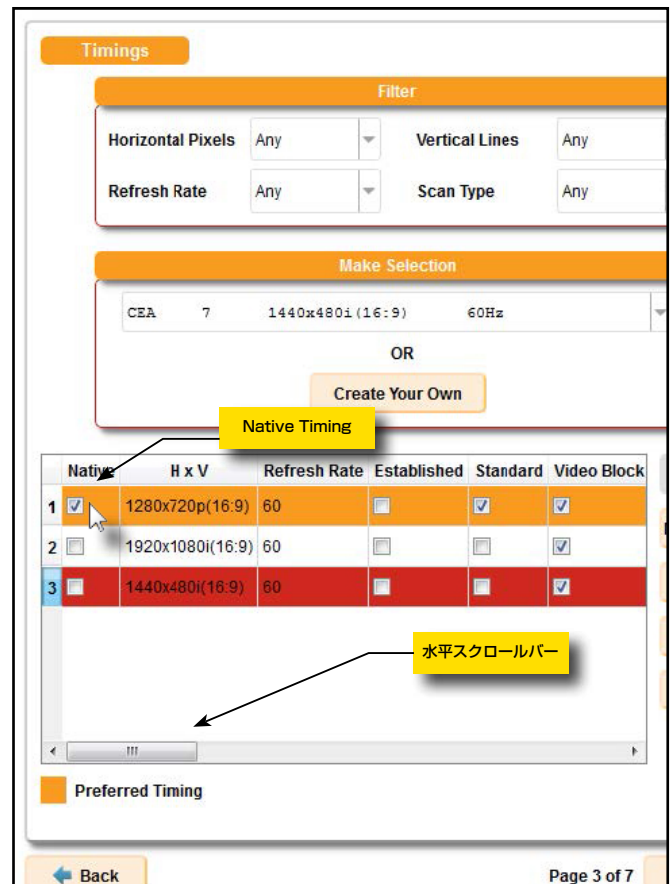 Timings
Filter
Horizontal Pixels Any Vertical Lines Any
Refresh Rate Any Scan Type Any
Make Selection
CEA 7 1440x480i(16:9) 60Hz
OR
Create Your Own
Native Timing
Native H x V Refresh Rate Established Standard Video Block
1 1280x720p(16:9) 60
2 1920x1080i(16:9) 60
3 1440x480i(16:9) 60
水平スクロールバー
Preferred Timing
Back Page 3 of 7